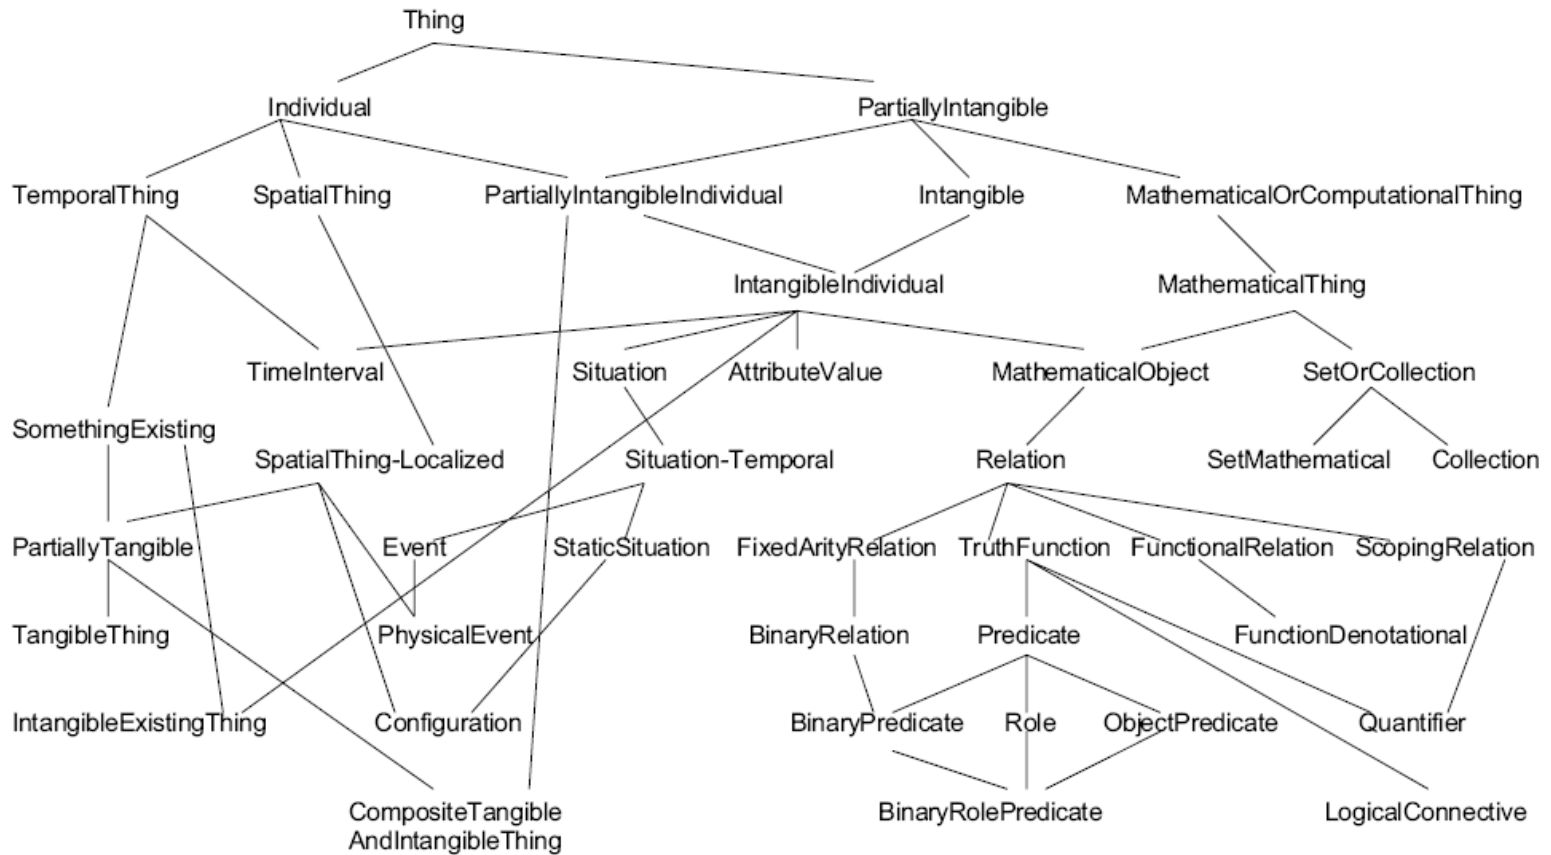 Thing
Individual
PartiallyIntangible
TemporalThing
SpatialThing
PartiallyIntangibleIndividual
Intangible
MathematicalOrComputationalThing
IntangibleIndividual
MathematicalThing
TimeInterval
Situation
AttributeValue
MathematicalObject
SetOrCollection
SomethingExisting
SpatialThing-Localized
Situation-Temporal
Relation
SetMathematical
Collection
PartiallyTangible
Event
StaticSituation
FixedArityRelation
TruthFunction
FunctionalRelation
ScopingRelation
TangibleThing
PhysicalEvent
BinaryRelation
Predicate
FunctionDenotational
IntangibleExistingThing
Configuration
BinaryPredicate
Role
ObjectPredicate
Quantifier
CompositeTangible
AndIntangibleThing
BinaryRolePredicate
LogicalConnective